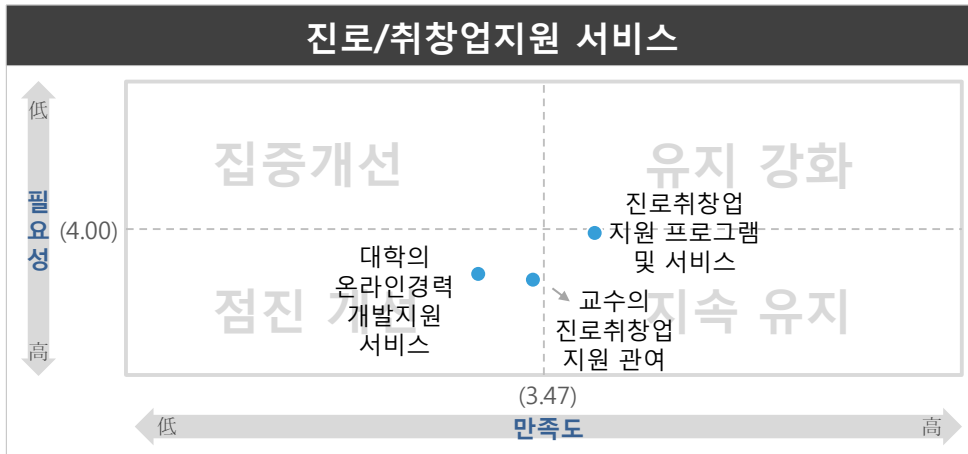 진로/취창업지원 서비스
低
필
요
성
(4.00)
高
집중개선
유지 강화
진로취창업
지원 프로그램
및 서비스
대학의
온라인경력
개발지원
서비스
점진 개선
지속 유지
교수의
진로취창업
지원 관여
(3.47)
低
만족도
高